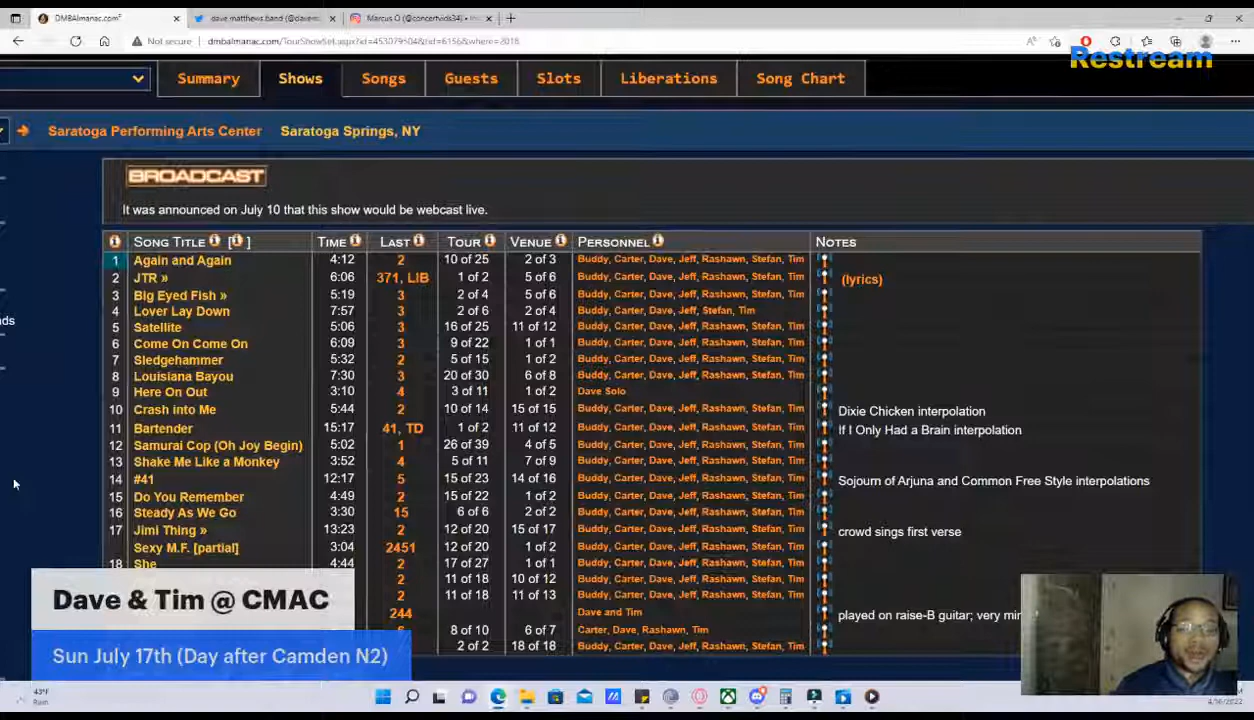 DMBAlmanac.com
dave matthews band (@davem
Marcus O (@concertvids34) •
Not secure | dmbalmanac.com/TourShowSet.aspx?id=453079504&tid=6156&where=2018
Restream
Summary Shows Songs Guests Slots Liberations Song Chart
Saratoga Performing Arts Center Saratoga Springs, NY
BROADCAST
It was announced on July 10 that this show would be webcast live.
SONG TITLE [ ] TIME LAST TOUR VENUE PERSONNEL NOTES
1 Again and Again 4:12 2 10 of 25 2 of 3 Buddy, Carter, Dave, Jeff, Rashawn, Stefan, Tim
2 JTR » 6:06 371, LIB 1 of 2 5 of 6 Buddy, Carter, Dave, Jeff, Rashawn, Stefan, Tim (lyrics)
3 Big Eyed Fish » 5:19 3 2 of 4 5 of 6 Buddy, Carter, Dave, Jeff, Rashawn, Stefan, Tim
4 Lover Lay Down 7:57 3 2 of 6 2 of 4 Buddy, Carter, Dave, Jeff, Stefan, Tim
nds
5 Satellite 5:06 3 16 of 25 11 of 12 Buddy, Carter, Dave, Jeff, Rashawn, Stefan, Tim
6 Come On Come On 6:09 3 9 of 22 1 of 1 Buddy, Carter, Dave, Jeff, Rashawn, Stefan, Tim
7 Sledgehammer 5:32 2 5 of 15 1 of 2 Buddy, Carter, Dave, Jeff, Rashawn, Stefan, Tim
8 Louisiana Bayou 7:30 3 20 of 30 6 of 8 Buddy, Carter, Dave, Jeff, Rashawn, Stefan, Tim
9 Here On Out 3:10 4 3 of 11 1 of 2 Dave Solo
10 Crash into Me 5:44 2 10 of 14 15 of 15 Buddy, Carter, Dave, Jeff, Rashawn, Stefan, Tim Dixie Chicken interpolation
11 Bartender 15:17 41, TD 1 of 2 11 of 12 Buddy, Carter, Dave, Jeff, Rashawn, Stefan, Tim If I Only Had a Brain interpolation
12 Samurai Cop (Oh Joy Begin) 5:02 1 26 of 39 4 of 5 Buddy, Carter, Dave, Jeff, Rashawn, Stefan, Tim
13 Shake Me Like a Monkey 3:52 4 5 of 11 7 of 9 Buddy, Carter, Dave, Jeff, Rashawn, Stefan, Tim
14 #41 12:17 5 15 of 23 14 of 16 Buddy, Carter, Dave, Jeff, Rashawn, Stefan, Tim Sojourn of Arjuna and Common Free Style interpolations
15 Do You Remember 4:49 2 15 of 22 1 of 2 Buddy, Carter, Dave, Jeff, Rashawn, Stefan, Tim
16 Steady As We Go 3:30 15 6 of 6 2 of 2 Buddy, Carter, Dave, Jeff, Rashawn, Stefan, Tim
17 Jimi Thing » 13:23 2 12 of 20 15 of 17 Buddy, Carter, Dave, Jeff, Rashawn, Stefan, Tim crowd sings first verse
Sexy M.F. [partial] 3:04 2451 12 of 20 1 of 2 Buddy, Carter, Dave, Jeff, Rashawn, Stefan, Tim
18 She 4:44 2 17 of 27 1 of 1 Buddy, Carter, Dave, Jeff, Rashawn, Stefan, Tim
2 11 of 18 10 of 12 Buddy, Carter, Dave, Jeff, Rashawn, Stefan, Tim
2 11 of 18 11 of 13 Buddy, Carter, Dave, Jeff, Rashawn, Stefan, Tim
244 Dave and Tim played on raise-B guitar; very min
8 of 10 6 of 7 Carter, Dave, Rashawn, Tim
2 of 2 18 of 18 Buddy, Carter, Dave, Jeff, Rashawn, Stefan, Tim
Dave & Tim @ CMAC
Sun July 17th (Day after Camden N2)
43°F
Rain
4/16/2022